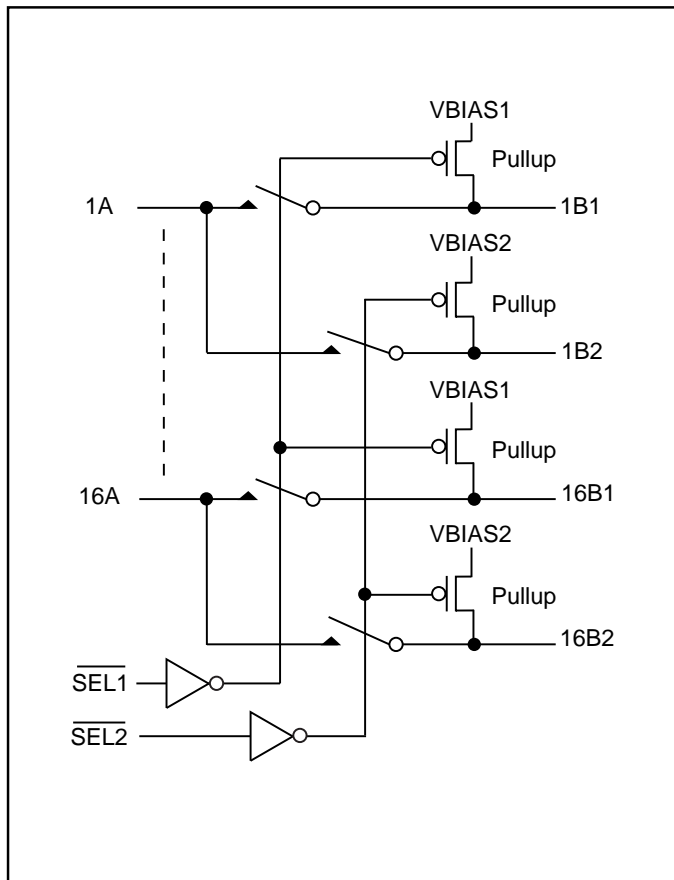 VBIAS1
Pullup
1A
1B1
VBIAS2
Pullup
1B2
VBIAS1
Pullup
16A
16B1
VBIAS2
Pullup
16B2
SEL1
SEL2